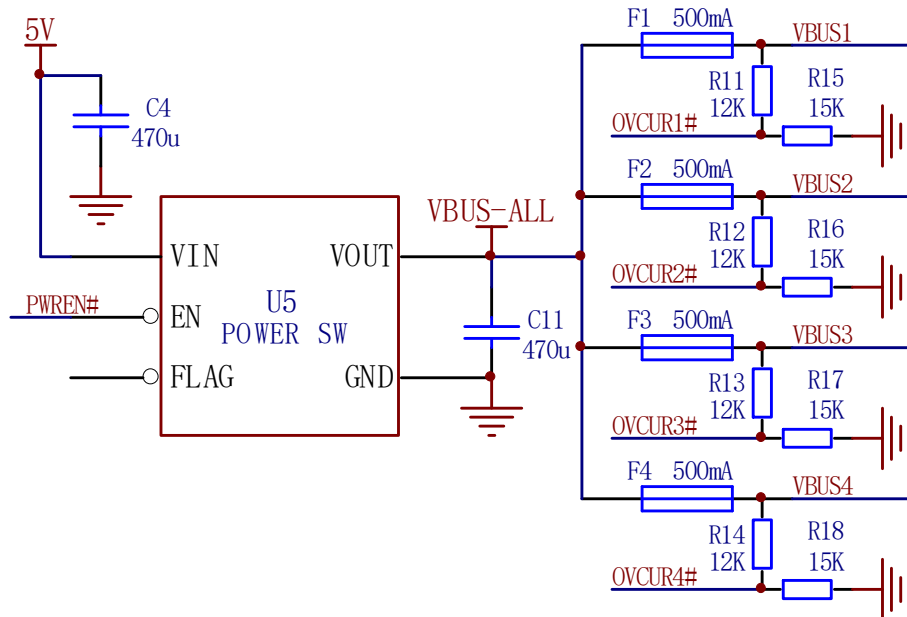 5V
C4
470u
VIN
VOUT
PWREN#
EN
U5
POWER SW
FLAG
GND
VBUS-ALL
C11
470u
F1 500mA
VBUS1
R11
12K
R15
15K
OVCUR1#
F2 500mA
VBUS2
R12
12K
R16
15K
OVCUR2#
F3 500mA
VBUS3
R13
12K
R17
15K
OVCUR3#
F4 500mA
VBUS4
R14
12K
R18
15K
OVCUR4#